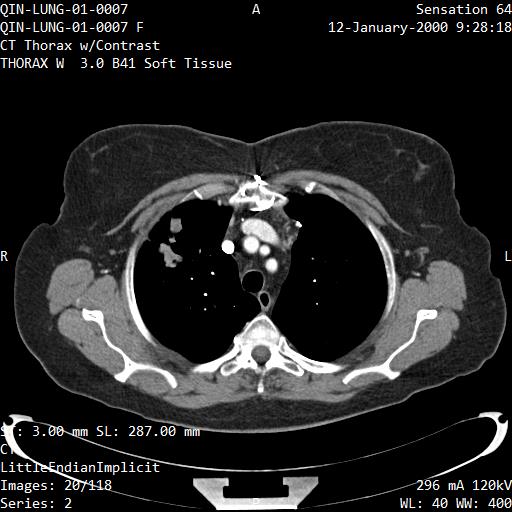 QIN-LUNG-01-0007
A
Sensation 64
QIN-LUNG-01-0007 F
12-January-2000 9:28:18
CT Thorax w/Contrast
THORAX W  3.0 B41 Soft Tissue
R
L
ST: 3.00 mm SL: 287.00 mm
CT
LittleEndianImplicit
Images: 20/118
296 mA 120kV
Series: 2
P
WL: 40 WW: 400